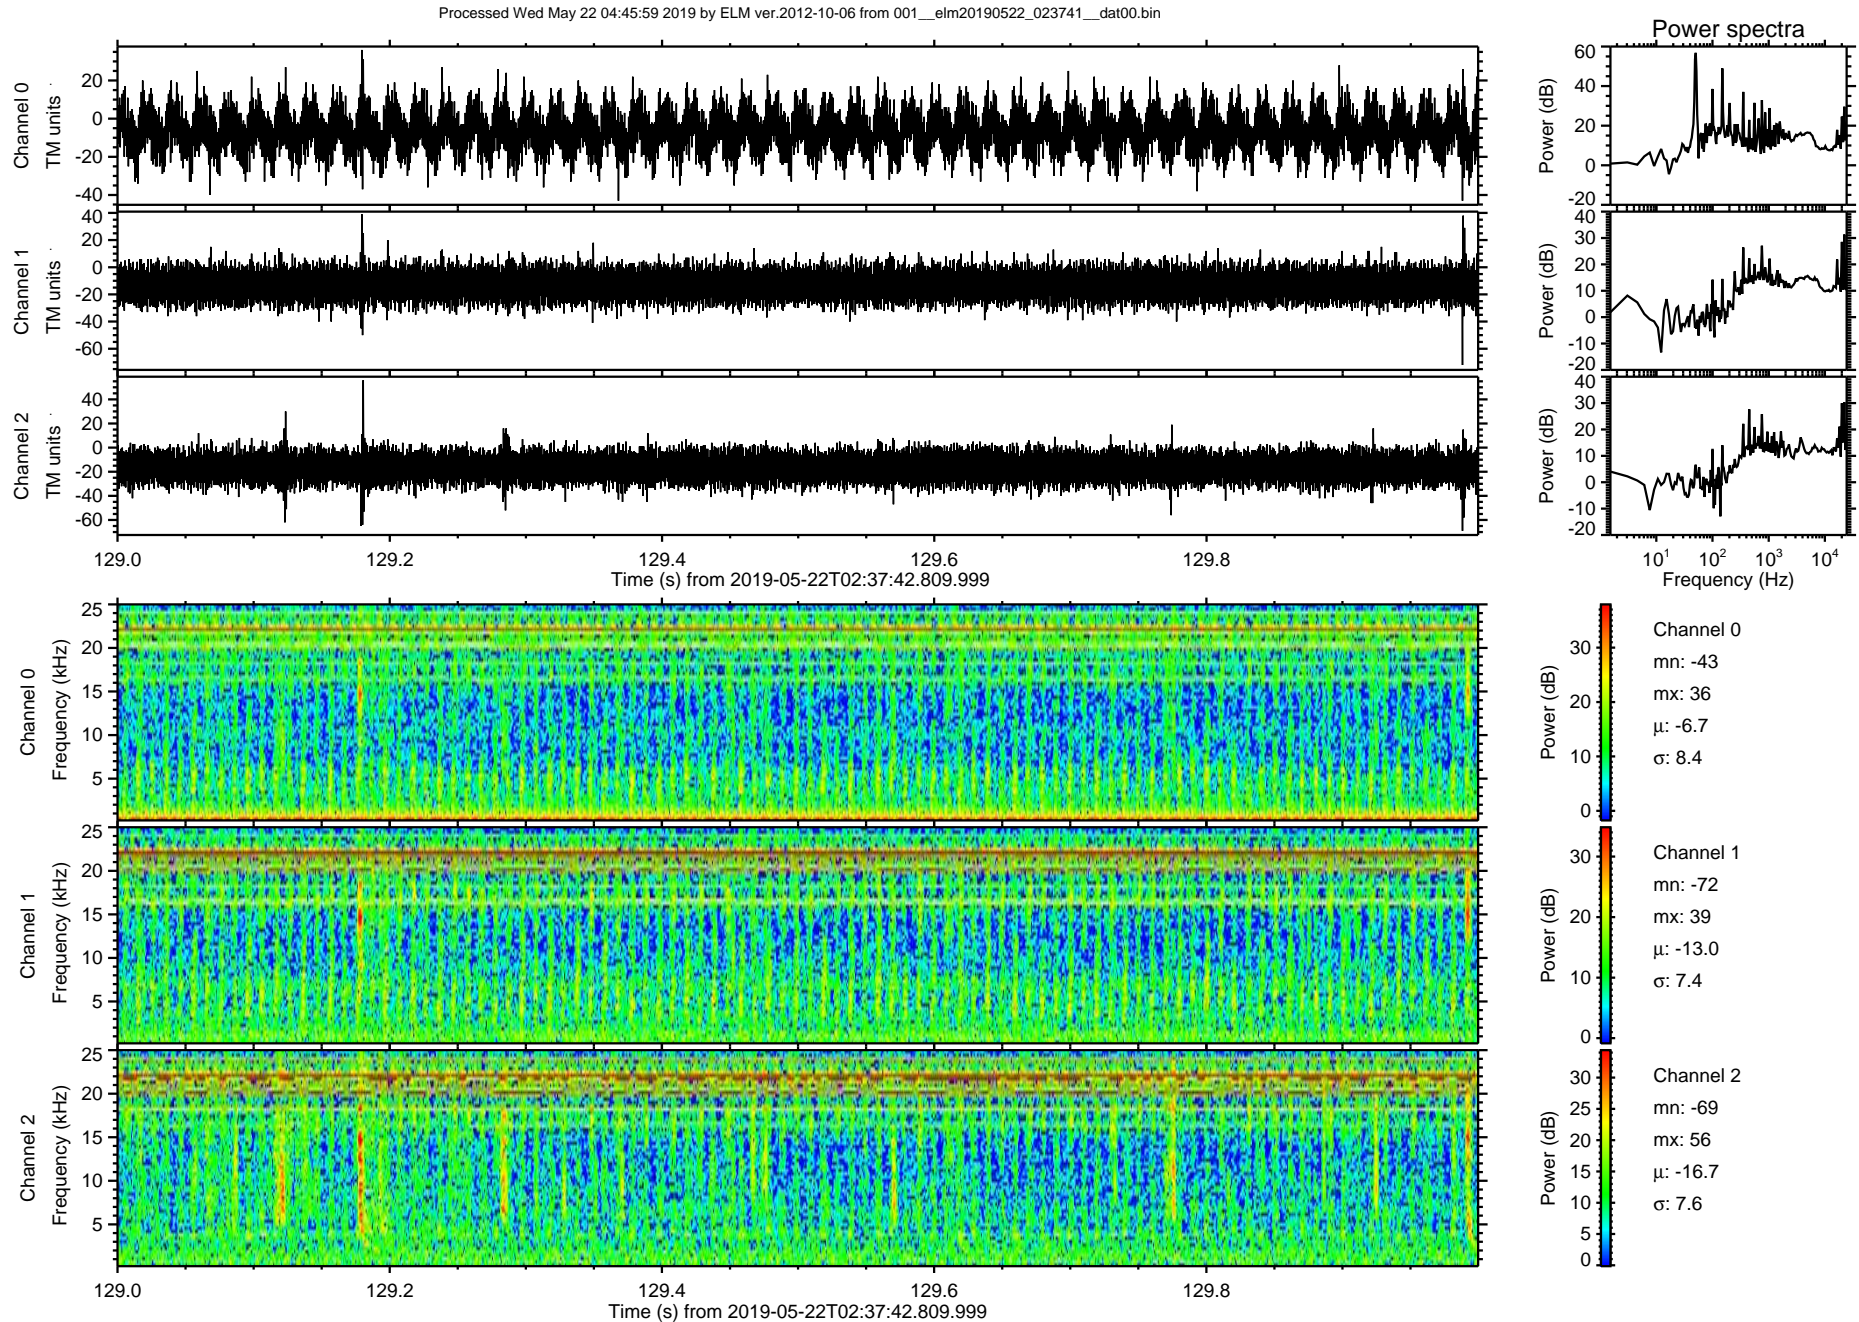 Processed Wed May 22 04:45:59 2019 by ELM ver.2012-10-06 from 001__elm20190522_023741__dat00.bin
Power spectra
Channel 0
TM units
20
0
-20
-40
Power (dB)
60
40
20
0
-20
Channel 1
TM units
40
20
0
-20
-40
-60
Power (dB)
40
30
20
10
0
-10
-20
Channel 2
TM units
40
20
0
-20
-40
-60
Power (dB)
40
30
20
10
0
-10
-20
129.0 129.2 129.4 129.6 129.8
Time (s) from 2019-05-22T02:37:42.809.999
10¹ 10² 10³ 10⁴
Frequency (Hz)
Channel 0
Frequency (kHz)
25
20
15
10
5
Power (dB)
30
20
10
0
Channel 0
mn: -43
mx: 36
μ: -6.7
σ: 8.4
Channel 1
Frequency (kHz)
25
20
15
10
5
Power (dB)
30
20
10
0
Channel 1
mn: -72
mx: 39
μ: -13.0
σ: 7.4
Channel 2
Frequency (kHz)
25
20
15
10
5
Power (dB)
30
25
20
15
10
5
0
Channel 2
mn: -69
mx: 56
μ: -16.7
σ: 7.6
129.0 129.2 129.4 129.6 129.8
Time (s) from 2019-05-22T02:37:42.809.999